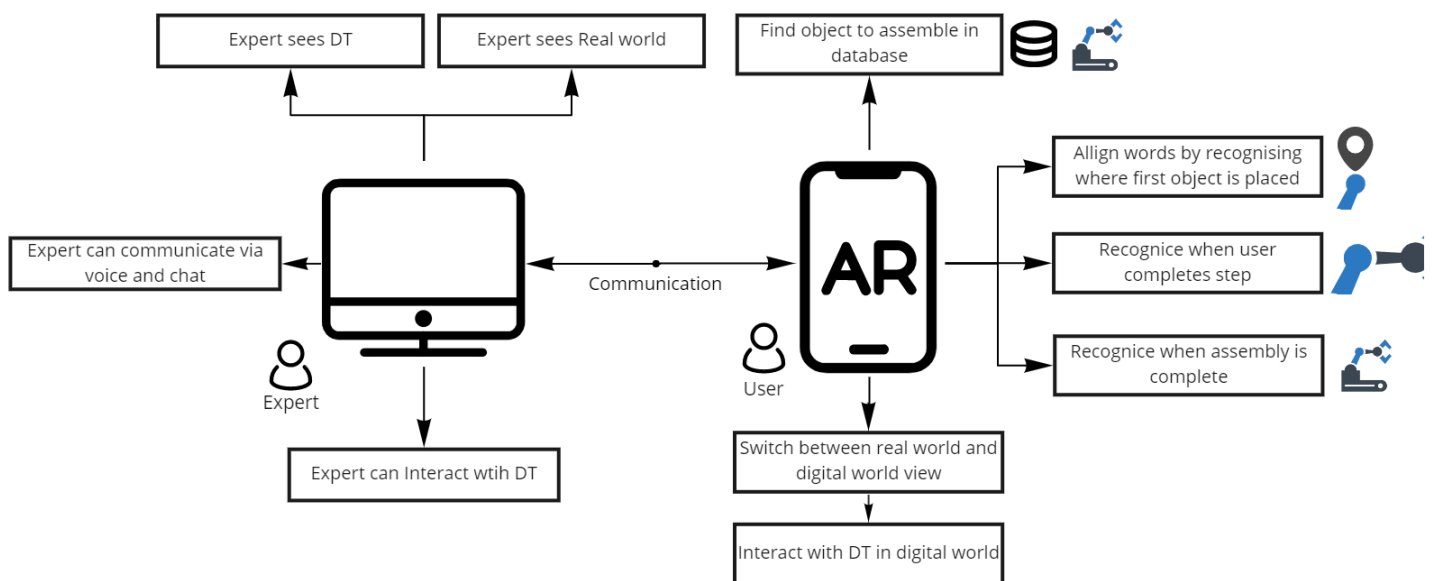 Expert sees DT
Expert sees Real world
Find object to assemble in
database
Allign words by recognising
where first object is placed
Expert can communicate via
voice and chat
Communication
AR
Recognice when user
completes step
Expert
User
Recognice when assembly is
complete
Expert can Interact wtih DT
Switch between real world and
digital world view
Interact with DT in digital world